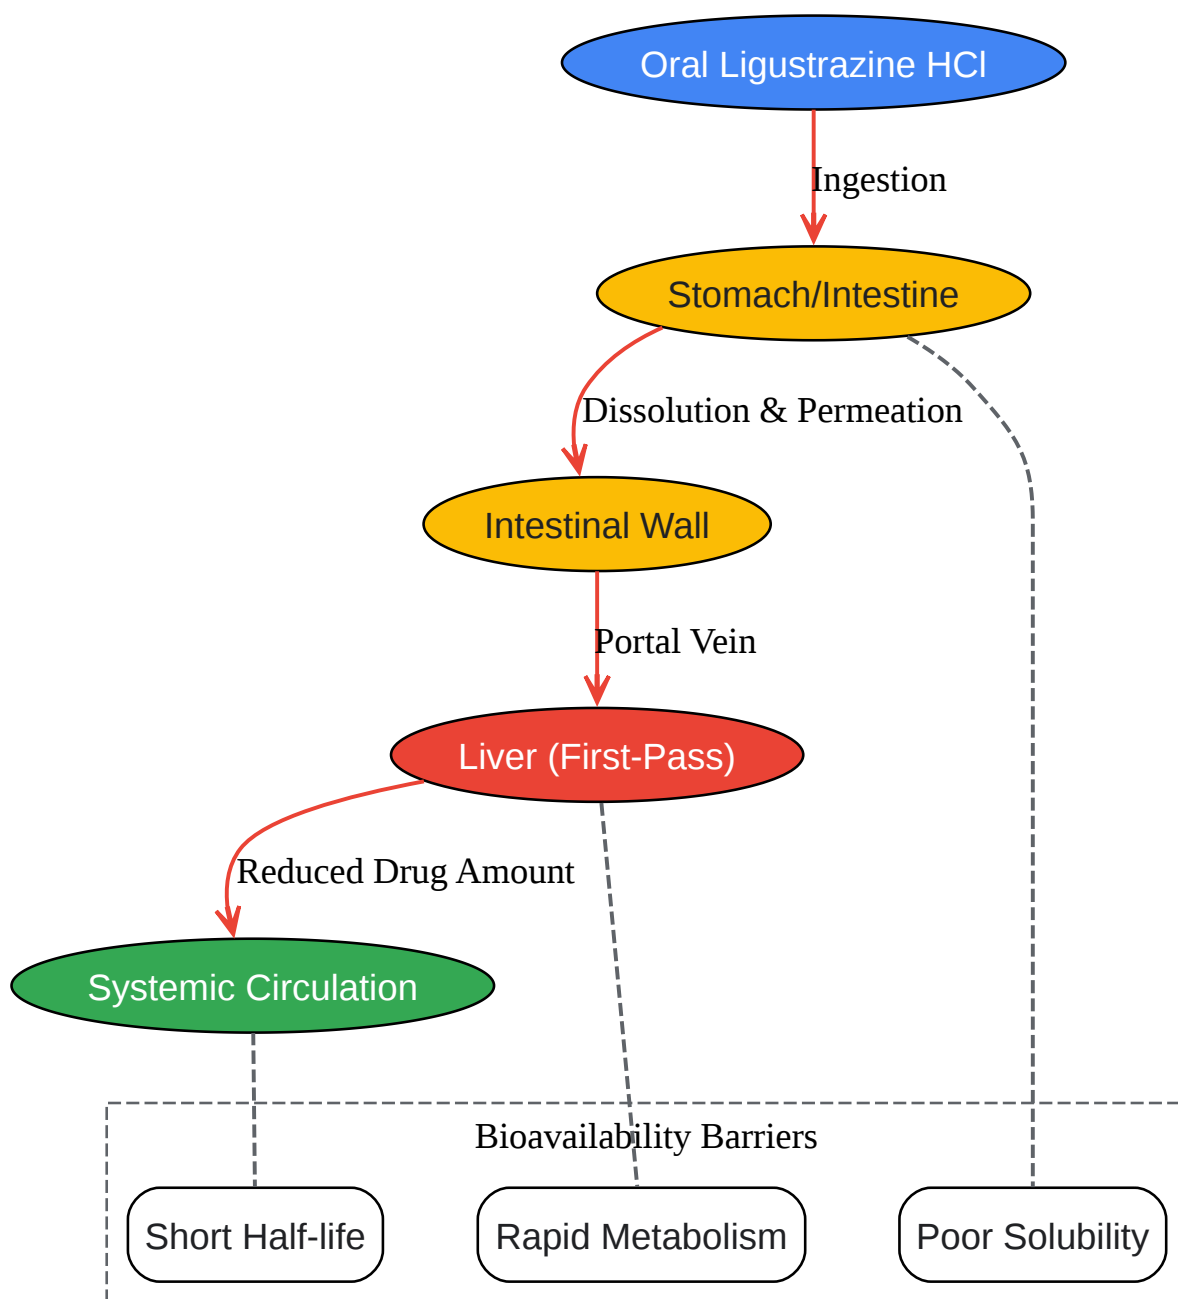 Oral Ligustrazine HCl
Ingestion
Stomach/Intestine
Dissolution & Permeation
Intestinal Wall
Portal Vein
Liver (First-Pass)
Reduced Drug Amount
Systemic Circulation
Bioavailability Barriers
Short Half-life
Rapid Metabolism
Poor Solubility